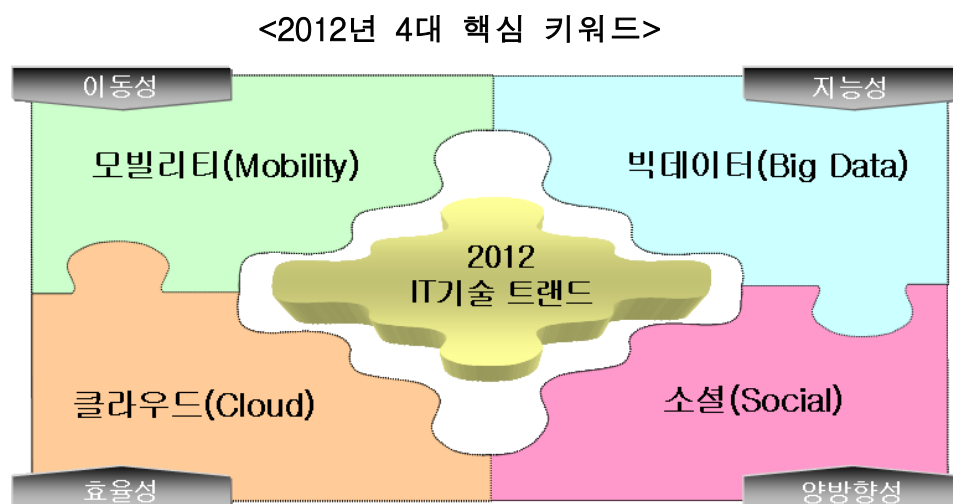 <2012년 4대 핵심 키워드>
이동성
지능성
모빌리티(Mobility)
빅데이터(Big Data)
2012
IT기술 트랜드
클라우드(Cloud)
소셜(Social)
효율성
양방향성